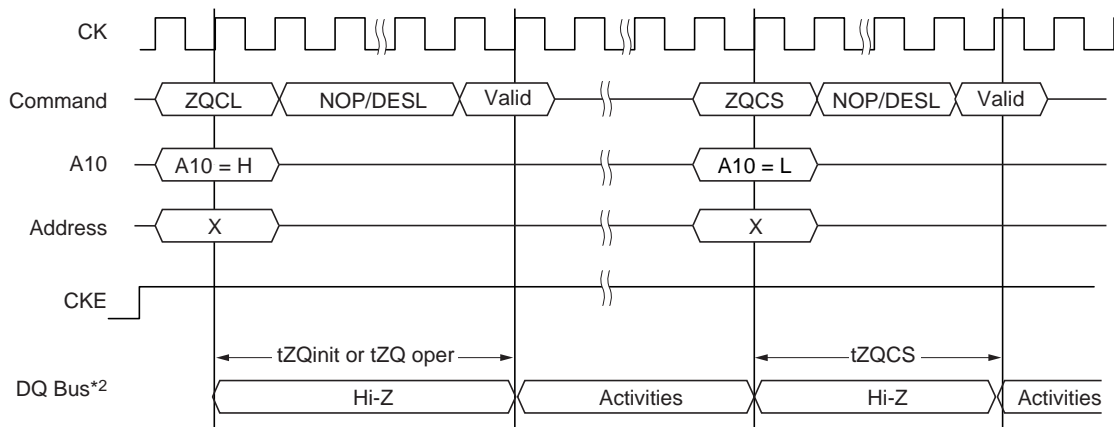 CK
Command ZQCL NOP/DESL Valid ZQCS NOP/DESL Valid
A10 A10 = H A10 = L
Address X X
CKE
tZQinit or tZQ oper tZQCS
DQ Bus*2 Hi-Z Activities Hi-Z Activities